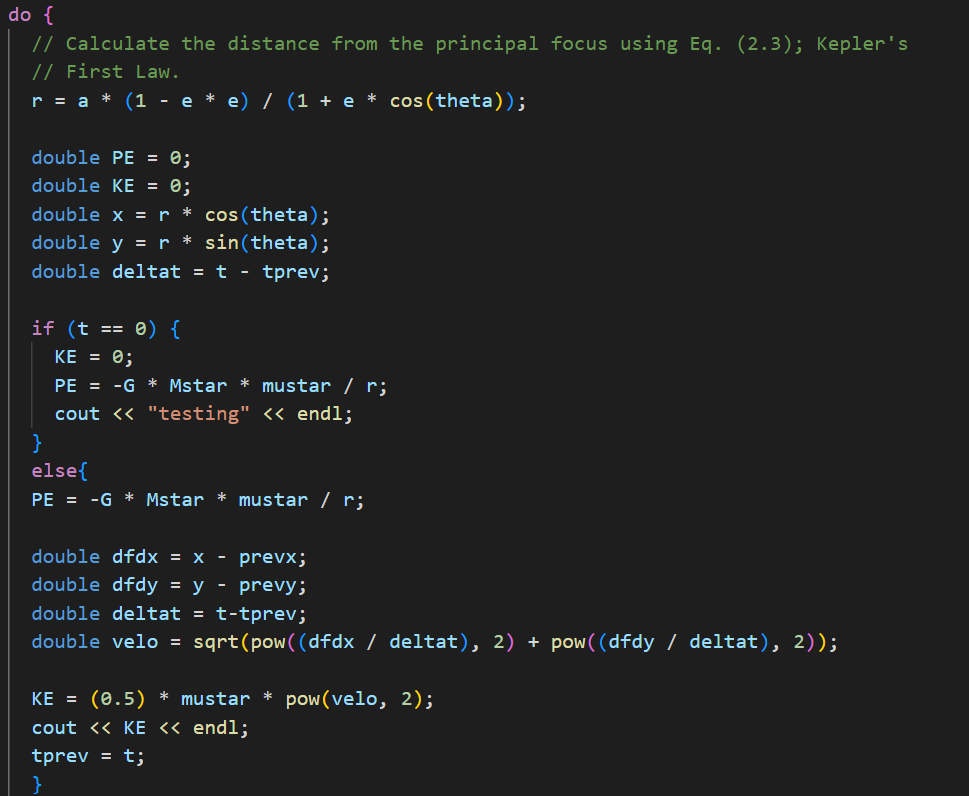 do {
// Calculate the distance from the principal focus using Eq. (2.3); Kepler's
// First Law.
r = a * (1 - e * e) / (1 + e * cos(theta));
double PE = 0;
double KE = 0;
double x = r * cos(theta);
double y = r * sin(theta);
double deltat = t - tprev;
if (t == 0) {
KE = 0;
PE = -G * Mstar * mustar / r;
cout << "testing" << endl;
}
else{
PE = -G * Mstar * mustar / r;
double dfdx = x - prevx;
double dfdy = y - prevy;
double deltat = t-tprev;
double velo = sqrt(pow((dfdx / deltat), 2) + pow((dfdy / deltat), 2));
KE = (0.5) * mustar * pow(velo, 2);
cout << KE << endl;
tprev = t;
}